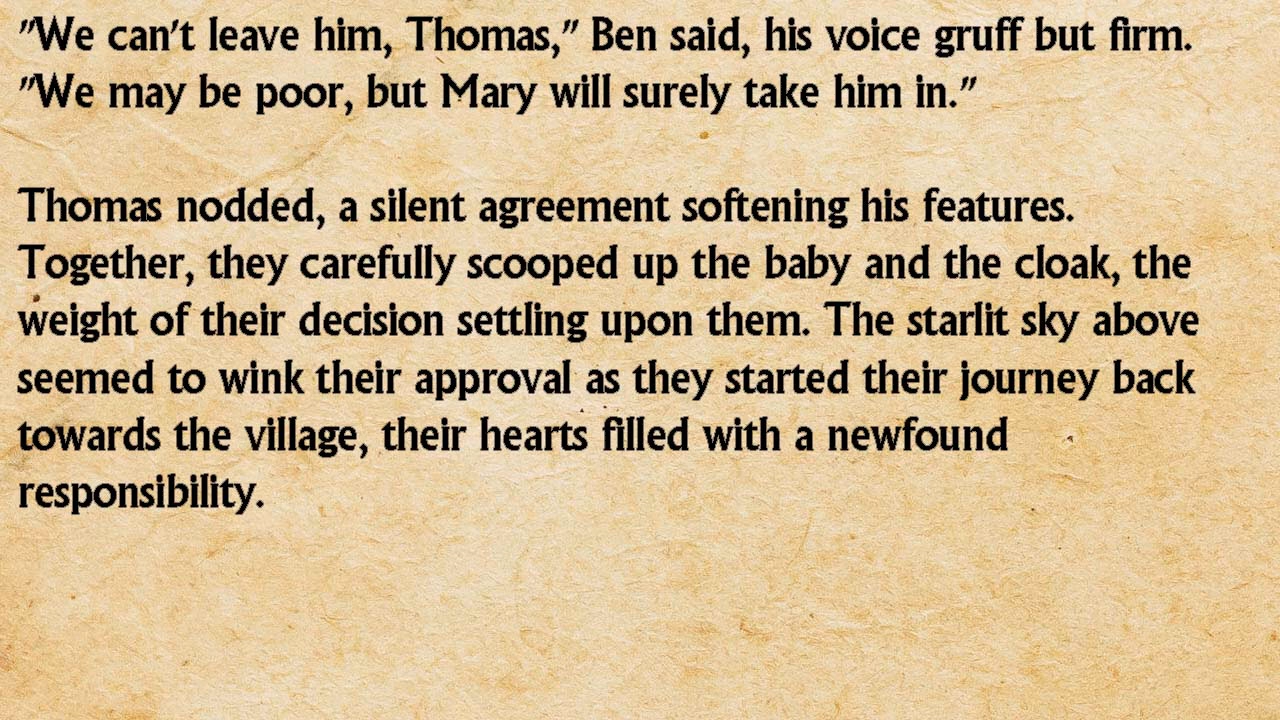 "We can't leave him, Thomas," Ben said, his voice gruff but firm.
"We may be poor, but Mary will surely take him in."
Thomas nodded, a silent agreement softening his features.
Together, they carefully scooped up the baby and the cloak, the
weight of their decision settling upon them. The starlit sky above
seemed to wink their approval as they started their journey back
towards the village, their hearts filled with a newfound
responsibility.